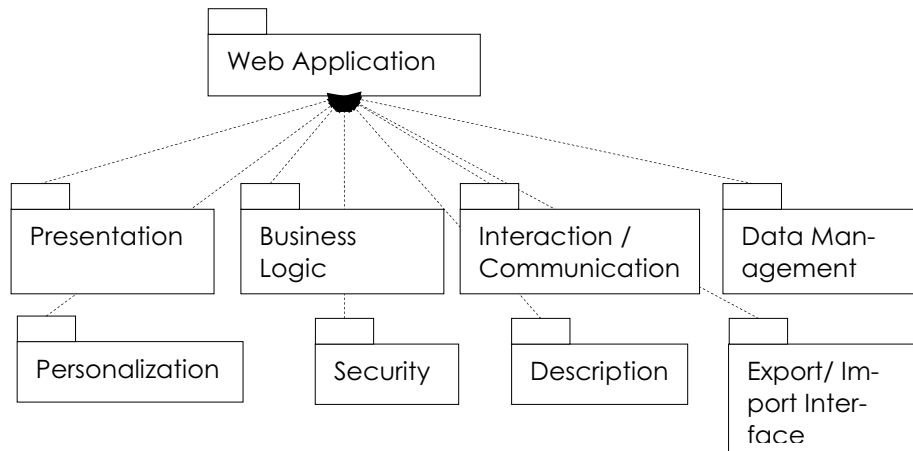 Web Application
Presentation
Business
Logic
Interaction /
Communication
Data Man-
agement
Personalization
Security
Description
Export/ Im-
port Inter-
face